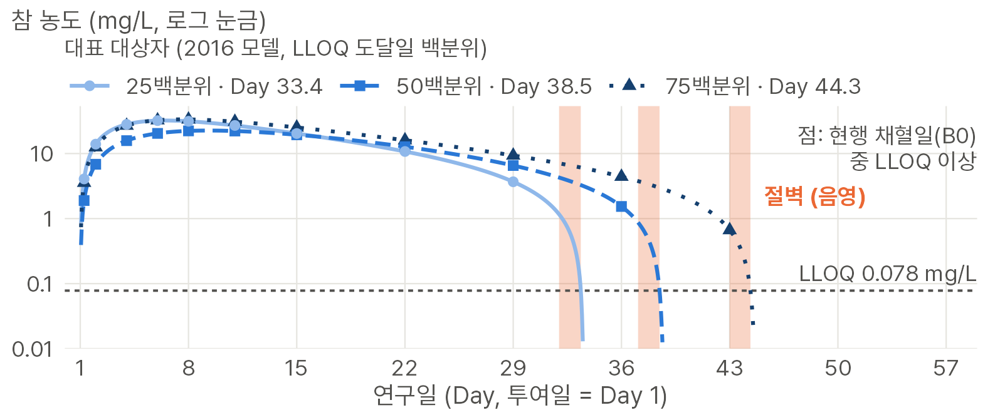 참 농도 (mg/L, 로그 눈금)
대표 대상자 (2016 모델, LLOQ 도달일 백분위)
25백분위 · Day 33.4 50백분위 · Day 38.5 75백분위 · Day 44.3
점: 현행 채혈일(B0)
중 LLOQ 이상
절벽 (음영)
LLOQ 0.078 mg/L
10
1
0.1
0.01
1 8 15 22 29 36 43 50 57
연구일 (Day, 투여일 = Day 1)